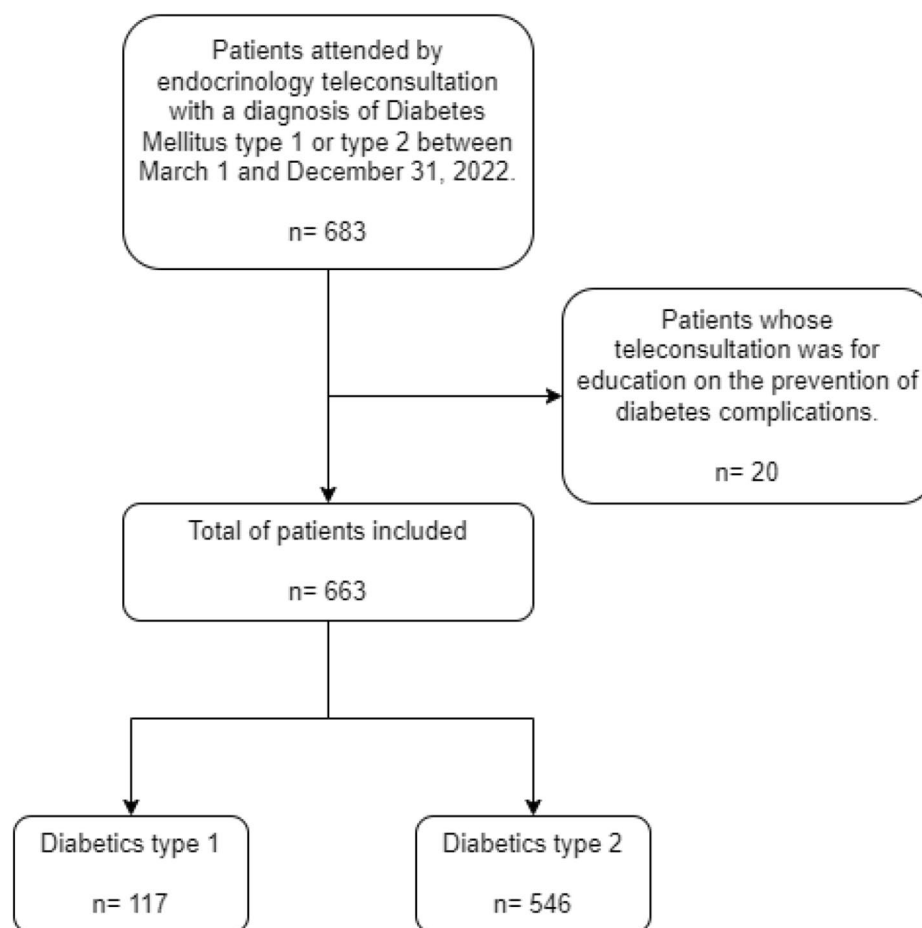 Patients attended by
endocrinology teleconsultation
with a diagnosis of Diabetes
Mellitus type 1 or type 2 between
March 1 and December 31, 2022.
n= 683
Patients whose
teleconsultation was for
education on the prevention of
diabetes complications.
n= 20
Total of patients included
n= 663
Diabetics type 1
n= 117
Diabetics type 2
n= 546